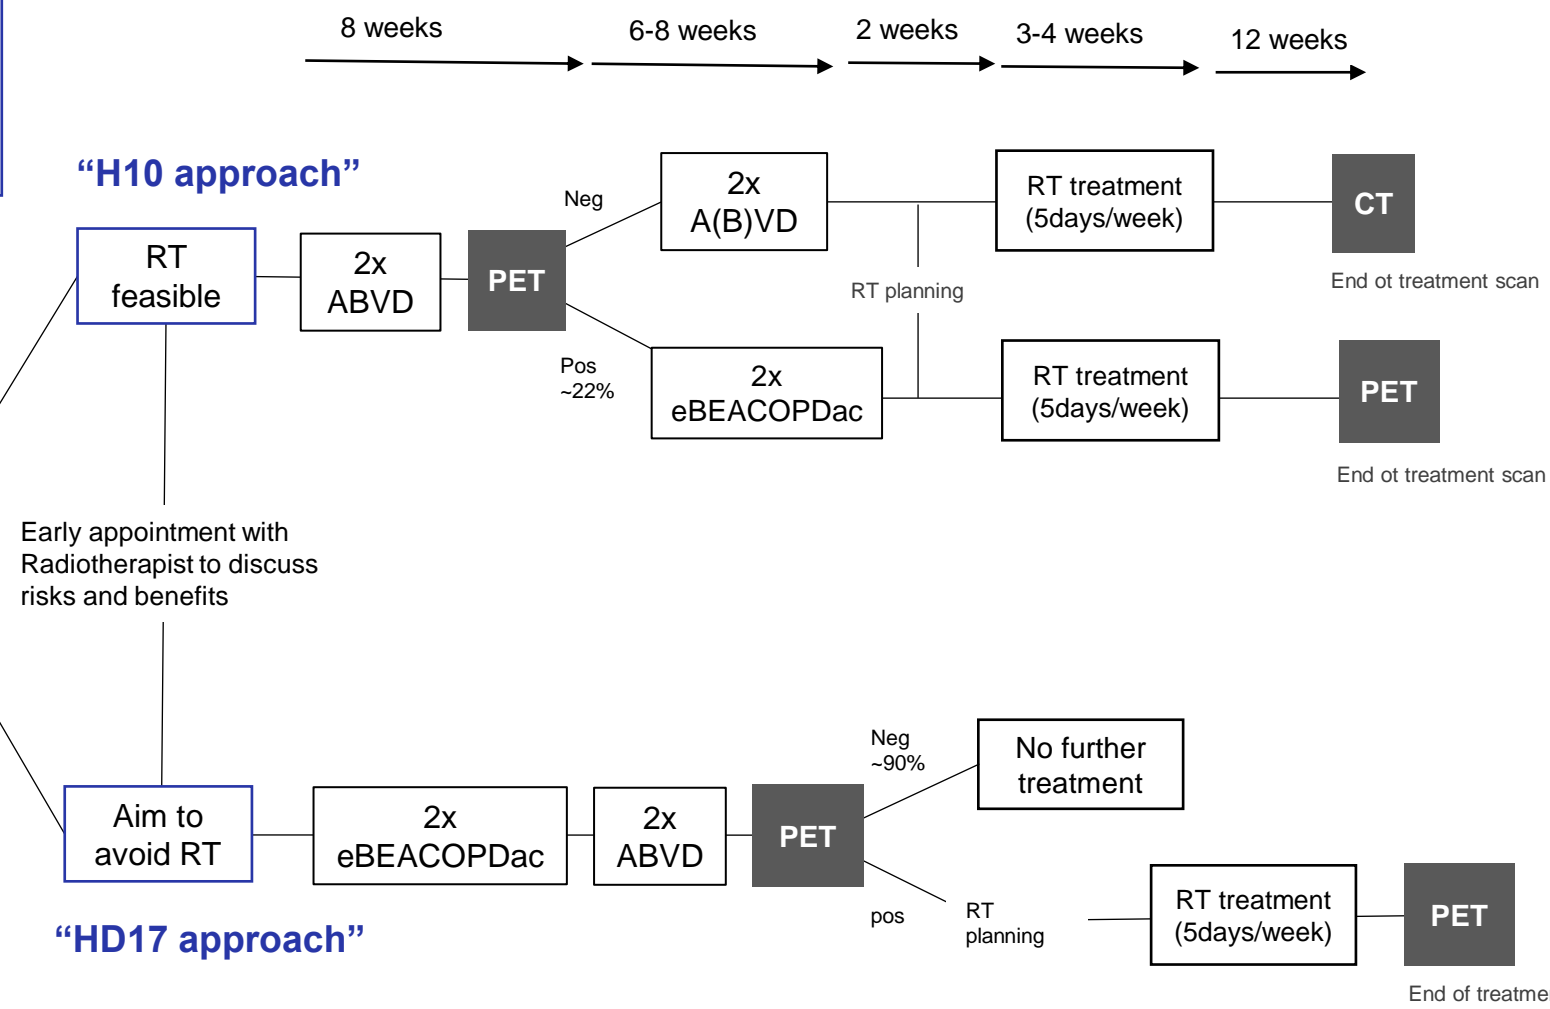 8 weeks
6-8 weeks
2 weeks
3-4 weeks
12 weeks
“H10 approach”
RT
feasible
2x
ABVD
PET
Neg
2x
A(B)VD
RT treatment
(5days/week)
CT
End ot treatment scan
RT planning
Pos
~22%
2x
eBEACOPDac
RT treatment
(5days/week)
PET
End ot treatment scan
Early appointment with
Radiotherapist to discuss
risks and benefits
Aim to
avoid RT
2x
eBEACOPDac
2x
ABVD
PET
Neg
~90%
No further
treatment
pos
RT
planning
RT treatment
(5days/week)
PET
End of treatme
“HD17 approach”